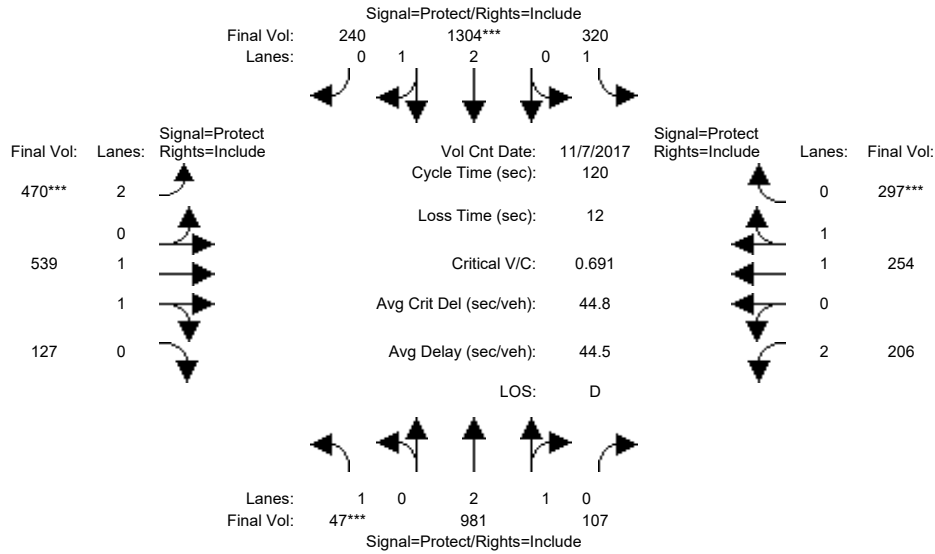 Signal=Protect/Rights=Include
Final Vol: 240 1304*** 320
Lanes: 0 1 2 0 1
Signal=Protect
Final Vol: Lanes: Rights=Include
Vol Cnt Date: 11/7/2017
Signal=Protect
Rights=Include Lanes: Final Vol:
Cycle Time (sec): 120
470*** 2
0 297***
Loss Time (sec): 12
0
1
539 1
Critical V/C: 0.691
1 254
1
Avg Crit Del (sec/veh): 44.8
0
127 0
Avg Delay (sec/veh): 44.5
2 206
LOS: D
Lanes: 1 0 2 1 0
Final Vol: 47*** 981 107
Signal=Protect/Rights=Include